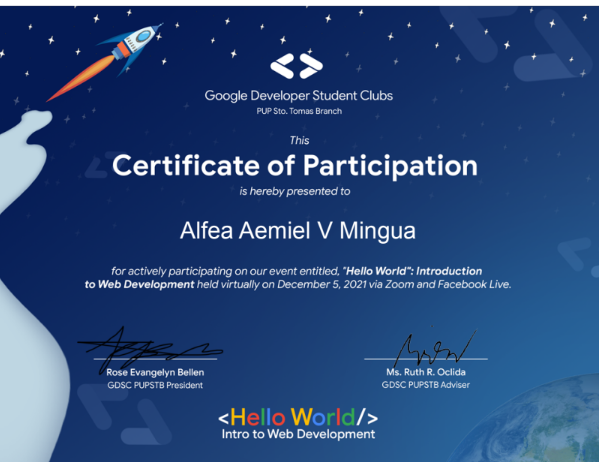 Google Developer Student Clubs
PUP Sto. Tomas Branch
This
Certificate of Participation
is hereby presented to
Alfea Aemiel V Mingua
for actively participating on our event entitled, "Hello World": Introduction
to Web Development held virtually on December 5, 2021 via Zoom and Facebook Live.
Rose Evangelyn Bellen
GDSC PUPSTB President
Ms. Ruth R. Oclida
GDSC PUPSTB Adviser
<Hello World/>
Intro to Web Development